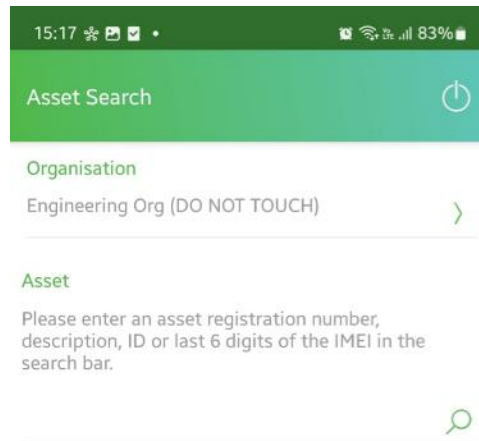 15:17 83%
Asset Search
Organisation
Engineering Org (DO NOT TOUCH)
Asset
Please enter an asset registration number,
description, ID or last 6 digits of the IMEI in the
search bar.